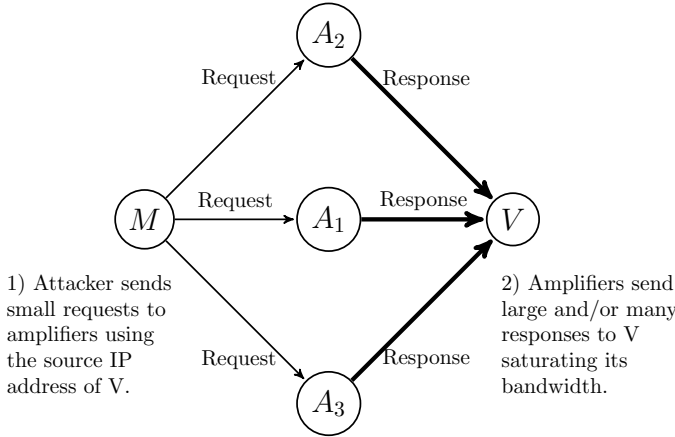 A₂
Request
Response
M
Request
A₁
Response
V
1) Attacker sends
small requests to
amplifiers using
the source IP
address of V.
2) Amplifiers send
large and/or many
responses to V
saturating its
bandwidth.
Request
Response
A₃